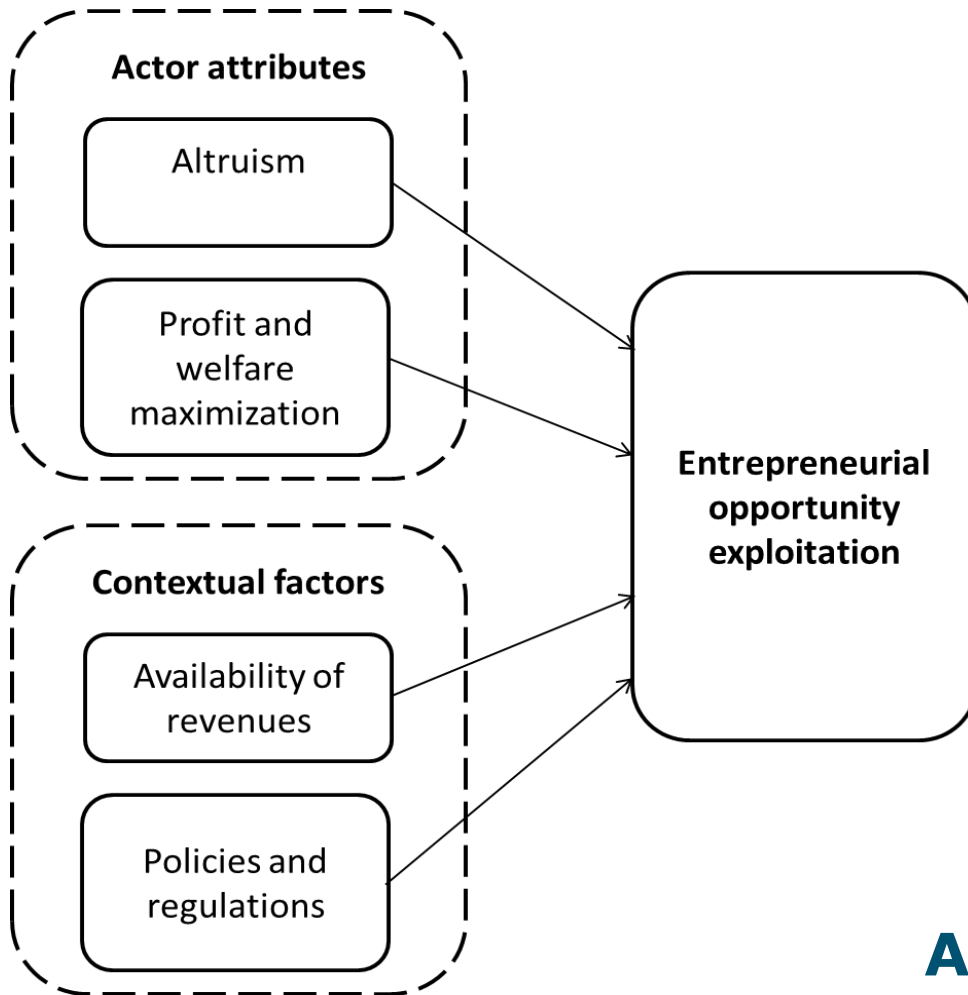 Actor attributes
Altruism
Profit and
welfare
maximization
Entrepreneurial
opportunity
exploitation
Contextual factors
Availability of
revenues
Policies and
regulations
A